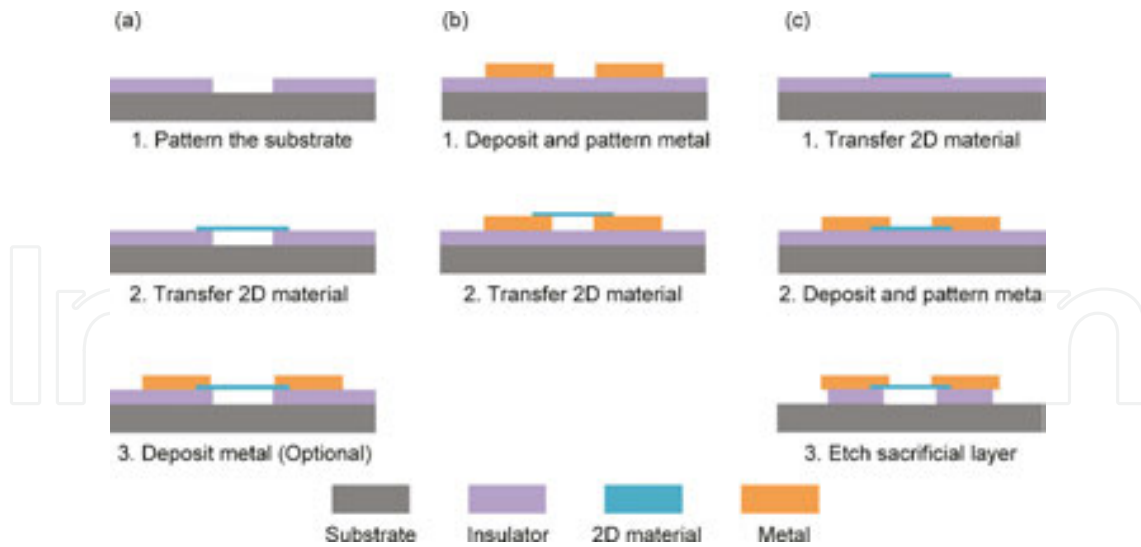 (a)
(b)
(c)
1. Pattern the substrate
1. Deposit and pattern metal
1. Transfer 2D material
2. Transfer 2D material
2. Transfer 2D material
2. Deposit and pattern meta
3. Deposit metal (Optional)
3. Etch sacrificial layer
Substrate
Insulator
2D material
Metal